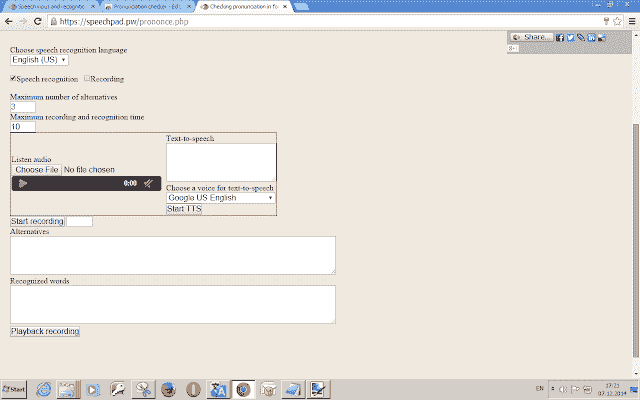 Speech input and recognitic
Pronunciation checker - Edit
Checking pronunciation in fo
https://speechpad.pw/prononce.php
Share...
Choose speech recognition language
English (US)
Speech recognition Recording
Maximum number of alternatives
3
Maximum recording and recognition time
10
Text-to-speech
Listen audio
Choose File No file chosen
0:00
Choose a voice for text-to-speech
Google US English
Start TTS
Start recording
Alternatives
Recognized words
Playback recording
Start
EN
17:21
07.12.2014